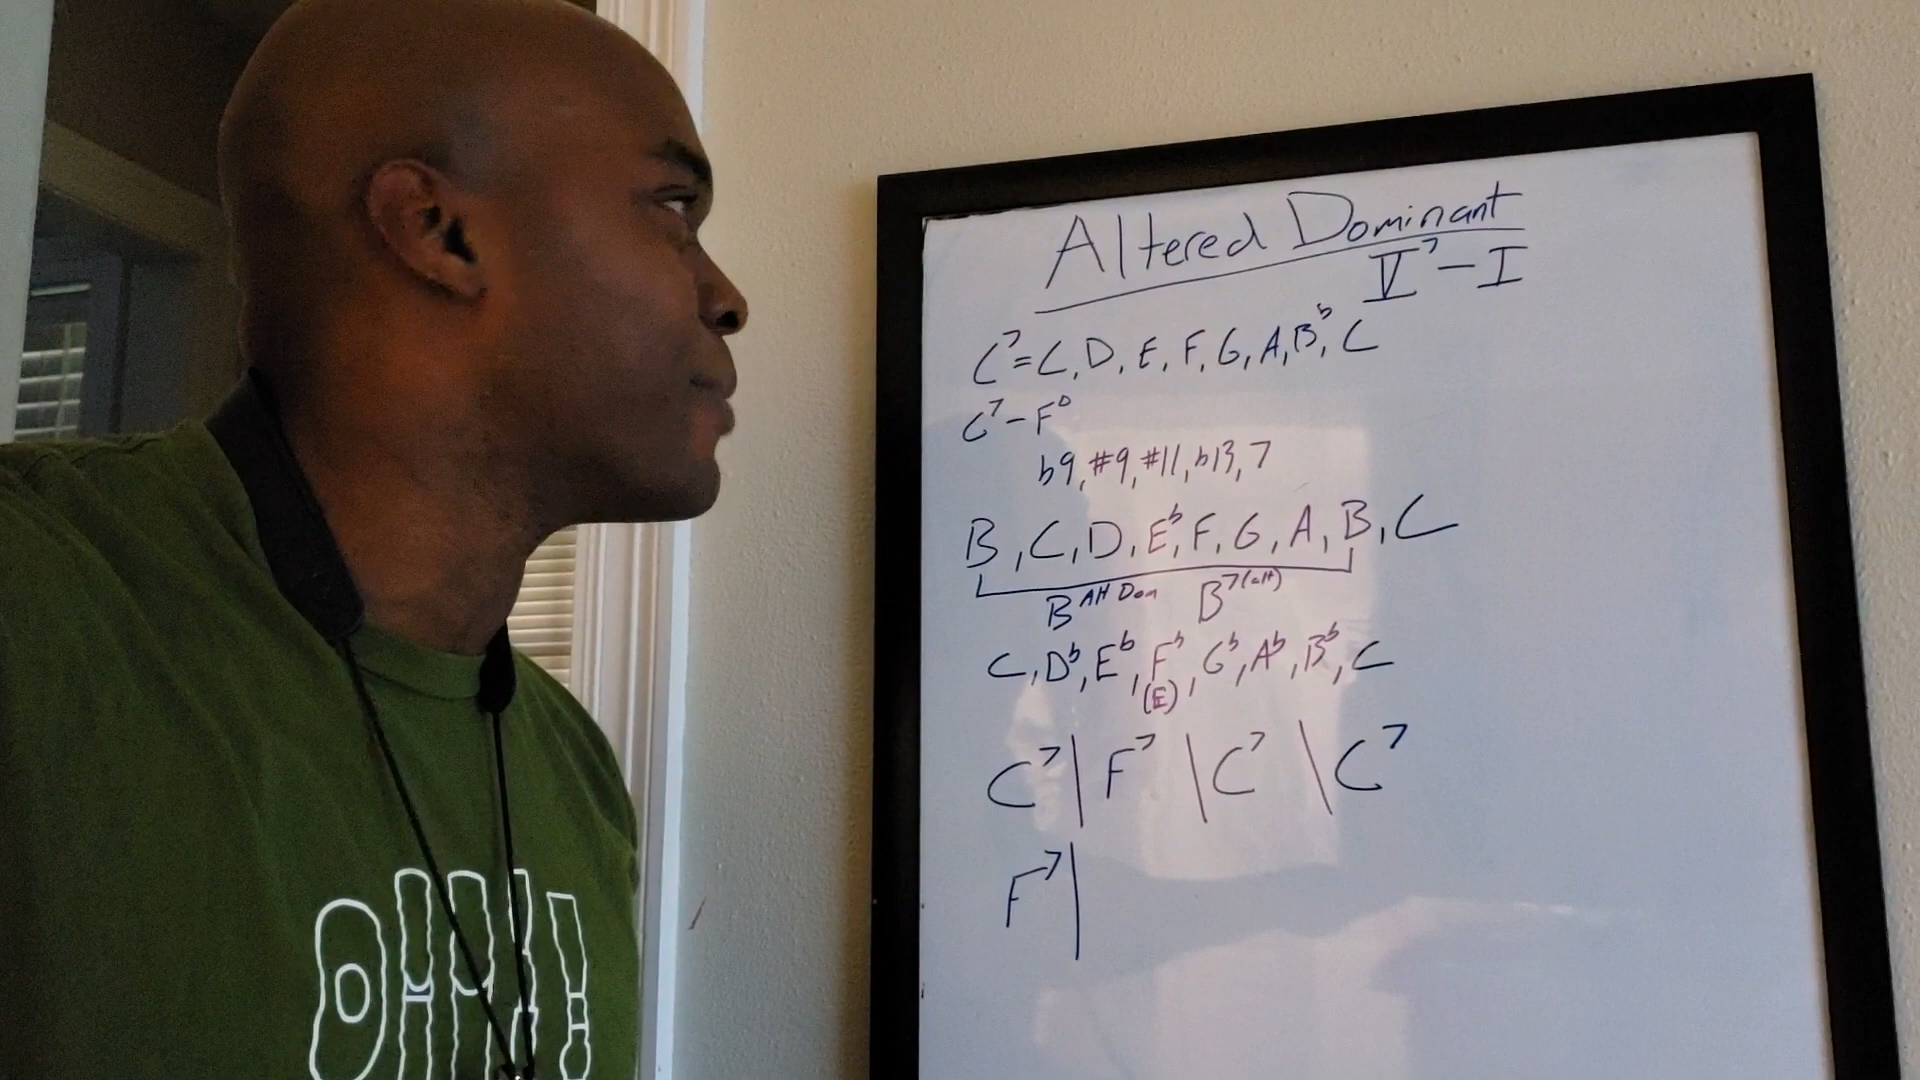 Altered Dominant
V7 – I
C7 = C, D, E, F, G, A, Bb, C
C7 – F
b9, #9, #11, b13, 7
B, C, D, Eb, F, G, A, B, C
B Alt Dom B7(alt)
C, Db, Eb, Fb, Gb, Ab, Bb, C
(E)
C7 | F7 \ C7 \ C7
F7 |